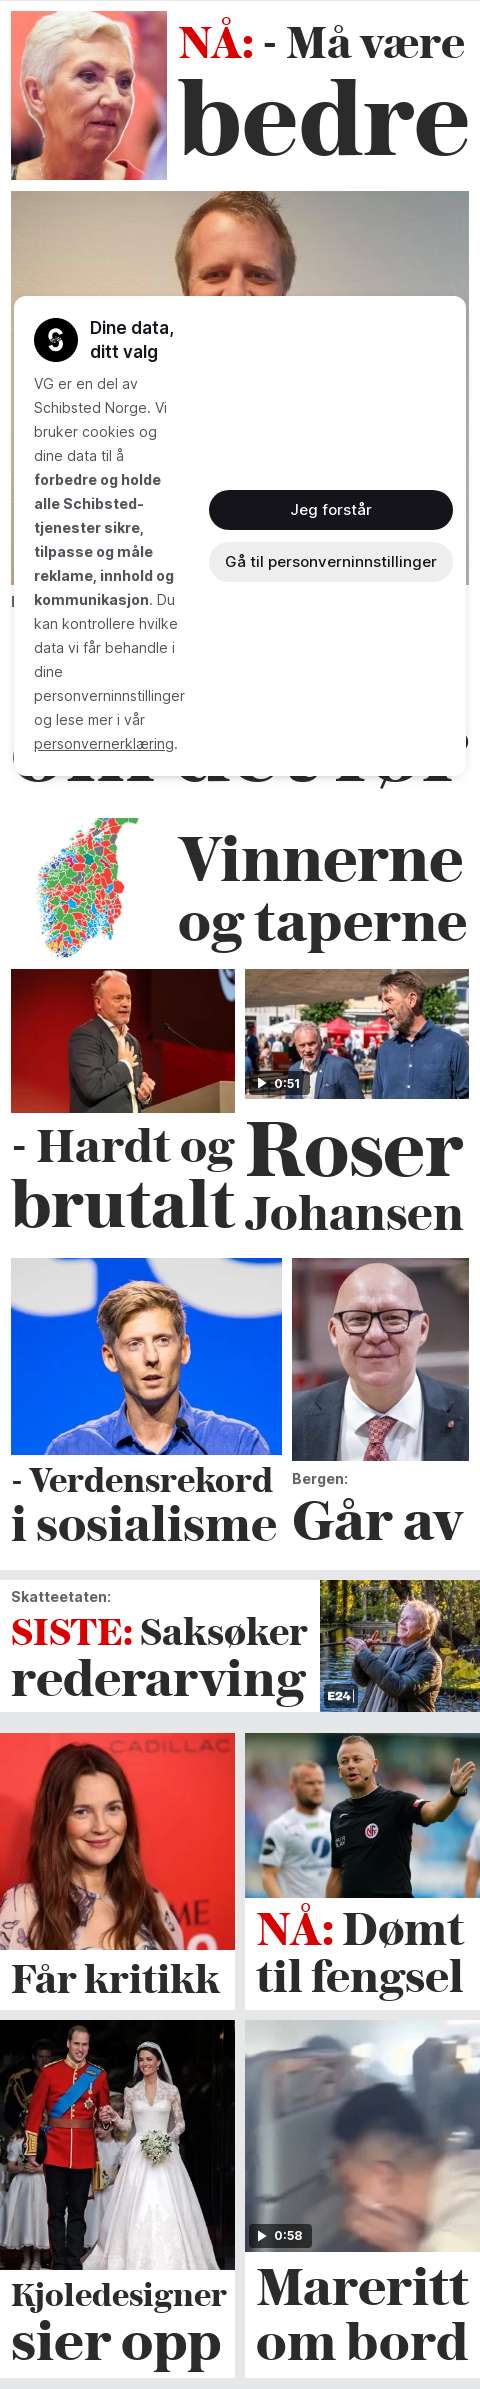 NÅ: - Må være
bedre
Dine data,
ditt valg
VG er en del av
Schibsted Norge. Vi
bruker cookies og
dine data til å
forbedre og holde
alle Schibsted-
tjenester sikre,
tilpasse og måle
reklame, innhold og
kommunikasjon. Du
kan kontrollere hvilke
data vi får behandle i
dine
personverninnstillinger
og lese mer i vår
personvernerklæring.
Jeg forstår
Gå til personverninnstillinger
Vinnerne
og taperne
- Hardt og
brutalt
0:51
Roser
Johansen
- Verdensrekord
i sosialisme
Bergen:
Går av
Skatteetaten:
SISTE: Saksøker
rederarving
E24
CADILLAC
Får kritikk
NÅ: Dømt
til fengsel
Kjoledesigner
sier opp
0:58
Mareritt
om bord